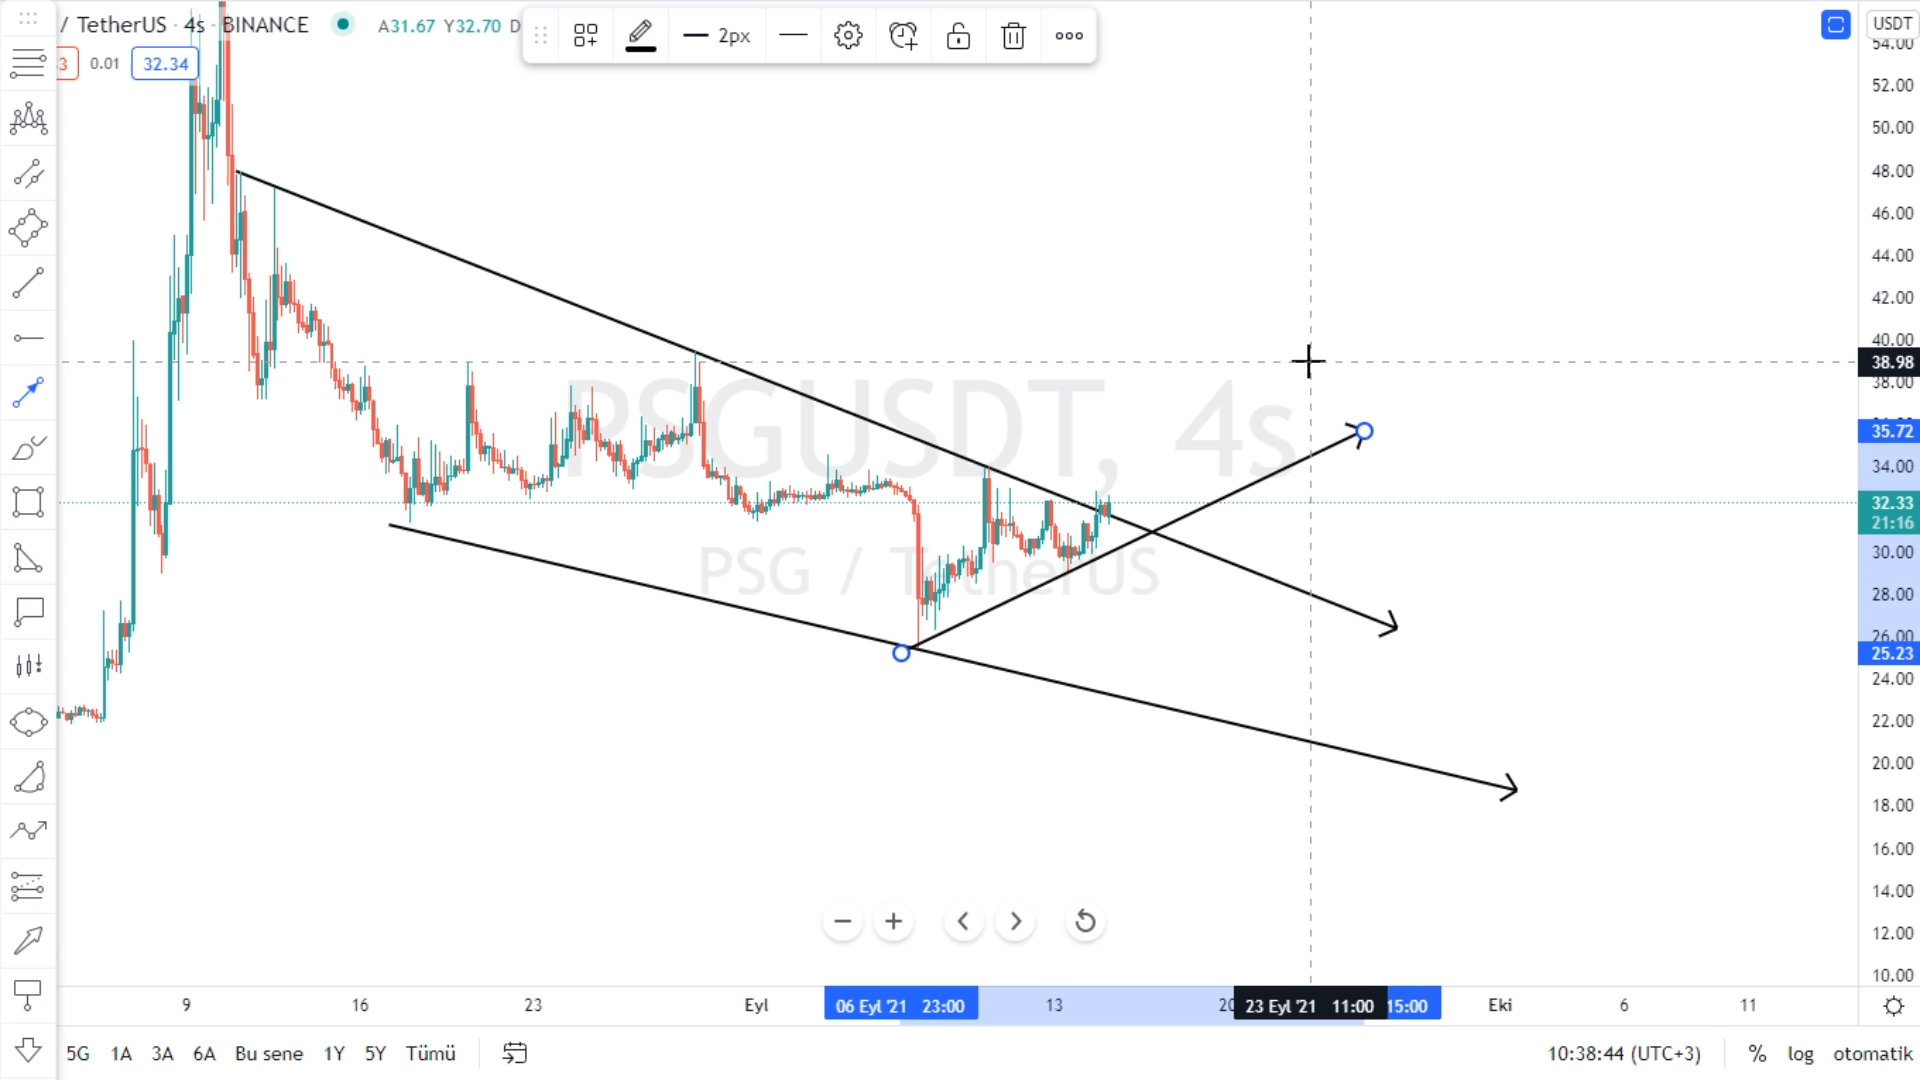 / TetherUS · 4s · BINANCE
A31.67 Y32.70 D
2px
USDT
3 0.01 32.34
54.00
52.00
50.00
48.00
46.00
44.00
42.00
40.00
38.98
38.00
35.72
34.00
32.33
21:16
30.00
28.00
26.00
25.23
24.00
22.00
20.00
18.00
16.00
14.00
12.00
10.00
PSGUSDT, 4s
PSG / TetherUS
9 16 23 Eyl 06 Eyl '21 23:00 13 20 23 Eyl '21 11:00 15:00 Eki 6 11
5G 1A 3A 6A Bu sene 1Y 5Y Tümü 10:38:44 (UTC+3) % log otomatik